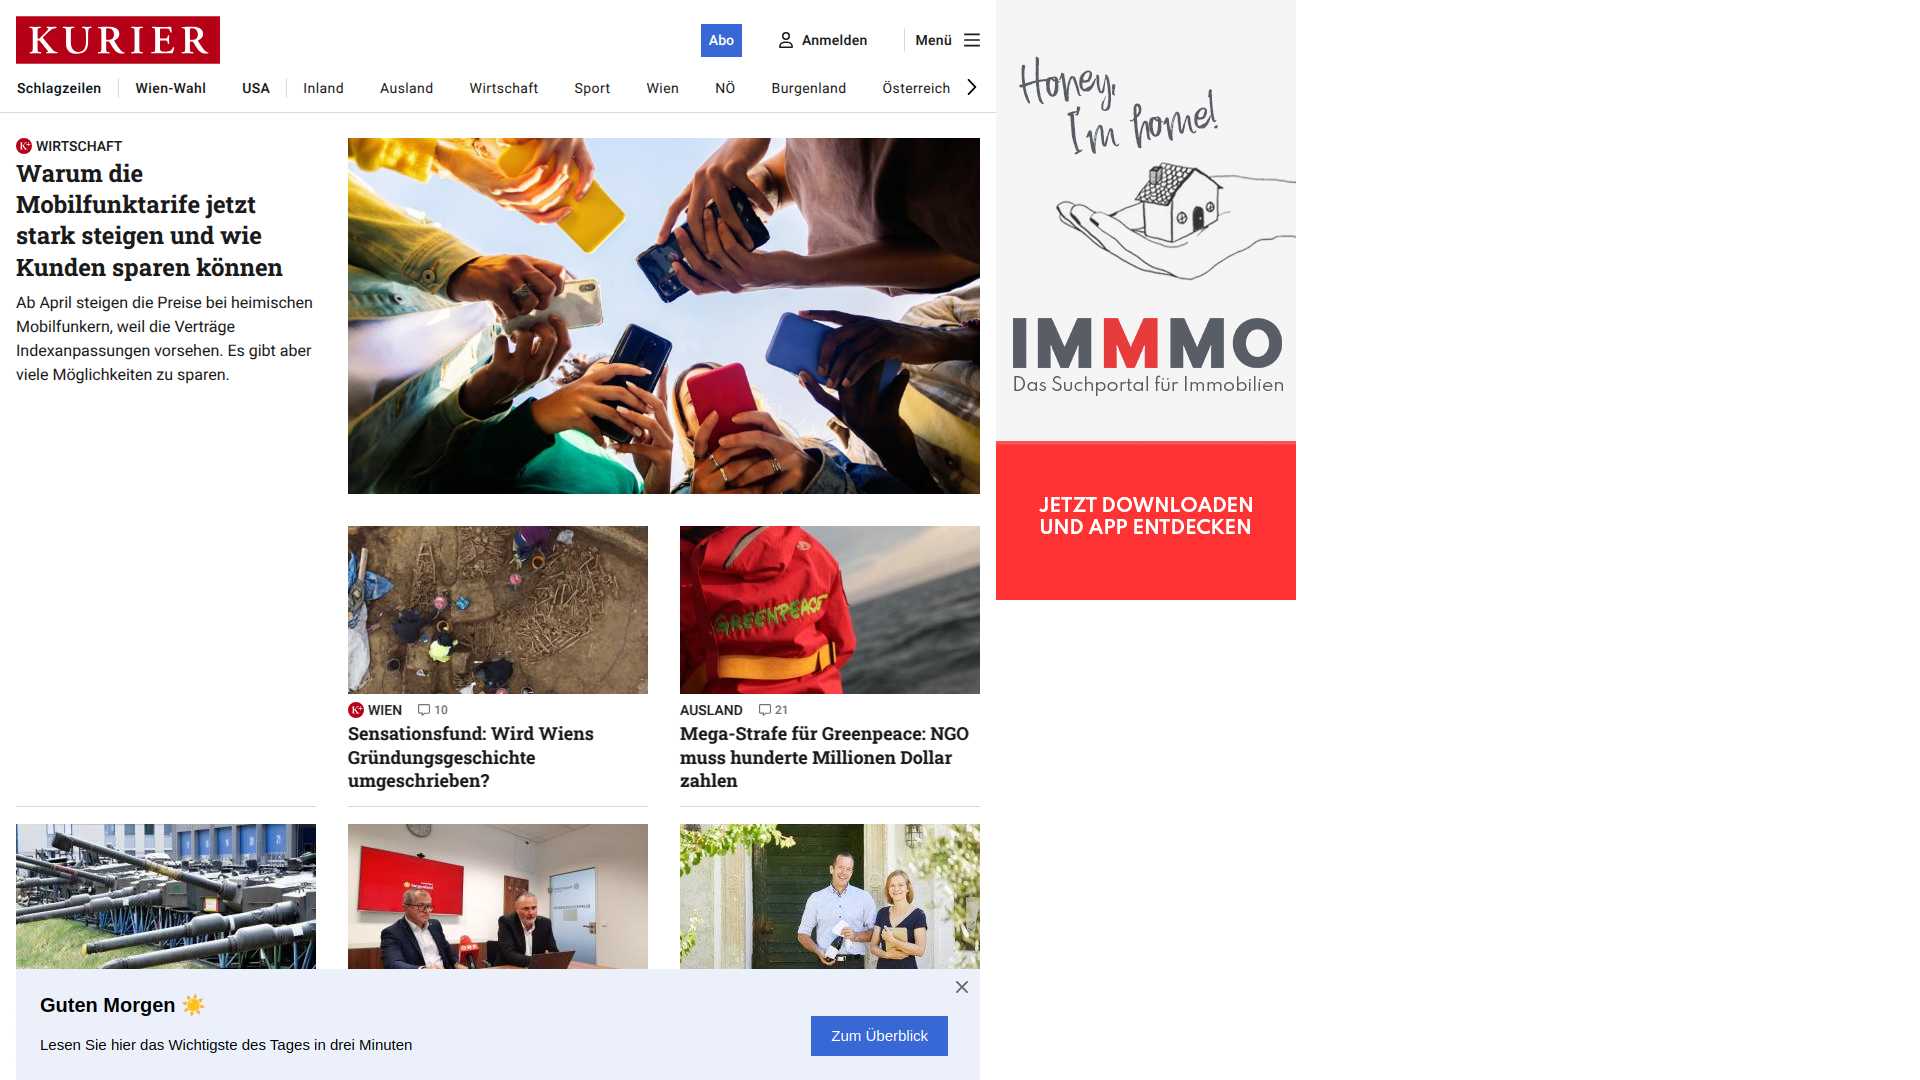 KURIER
Abo
Anmelden
Menü
Schlagzeilen
Wien-Wahl
USA
Inland
Ausland
Wirtschaft
Sport
Wien
NÖ
Burgenland
Österreich
K+ WIRTSCHAFT
Warum die
Mobilfunktarife jetzt
stark steigen und wie
Kunden sparen können
Ab April steigen die Preise bei heimischen
Mobilfunkern, weil die Verträge
Indexanpassungen vorsehen. Es gibt aber
viele Möglichkeiten zu sparen.
K+ WIEN 10
Sensationsfund: Wird Wiens
Gründungsgeschichte
umgeschrieben?
GREENPEACE
AUSLAND 21
Mega-Strafe für Greenpeace: NGO
muss hunderte Millionen Dollar
zahlen
Honey,
I'm home!
IMMMO
Das Suchportal für Immobilien
JETZT DOWNLOADEN
UND APP ENTDECKEN
Guten Morgen ☀️
Lesen Sie hier das Wichtigste des Tages in drei Minuten
Zum Überblick